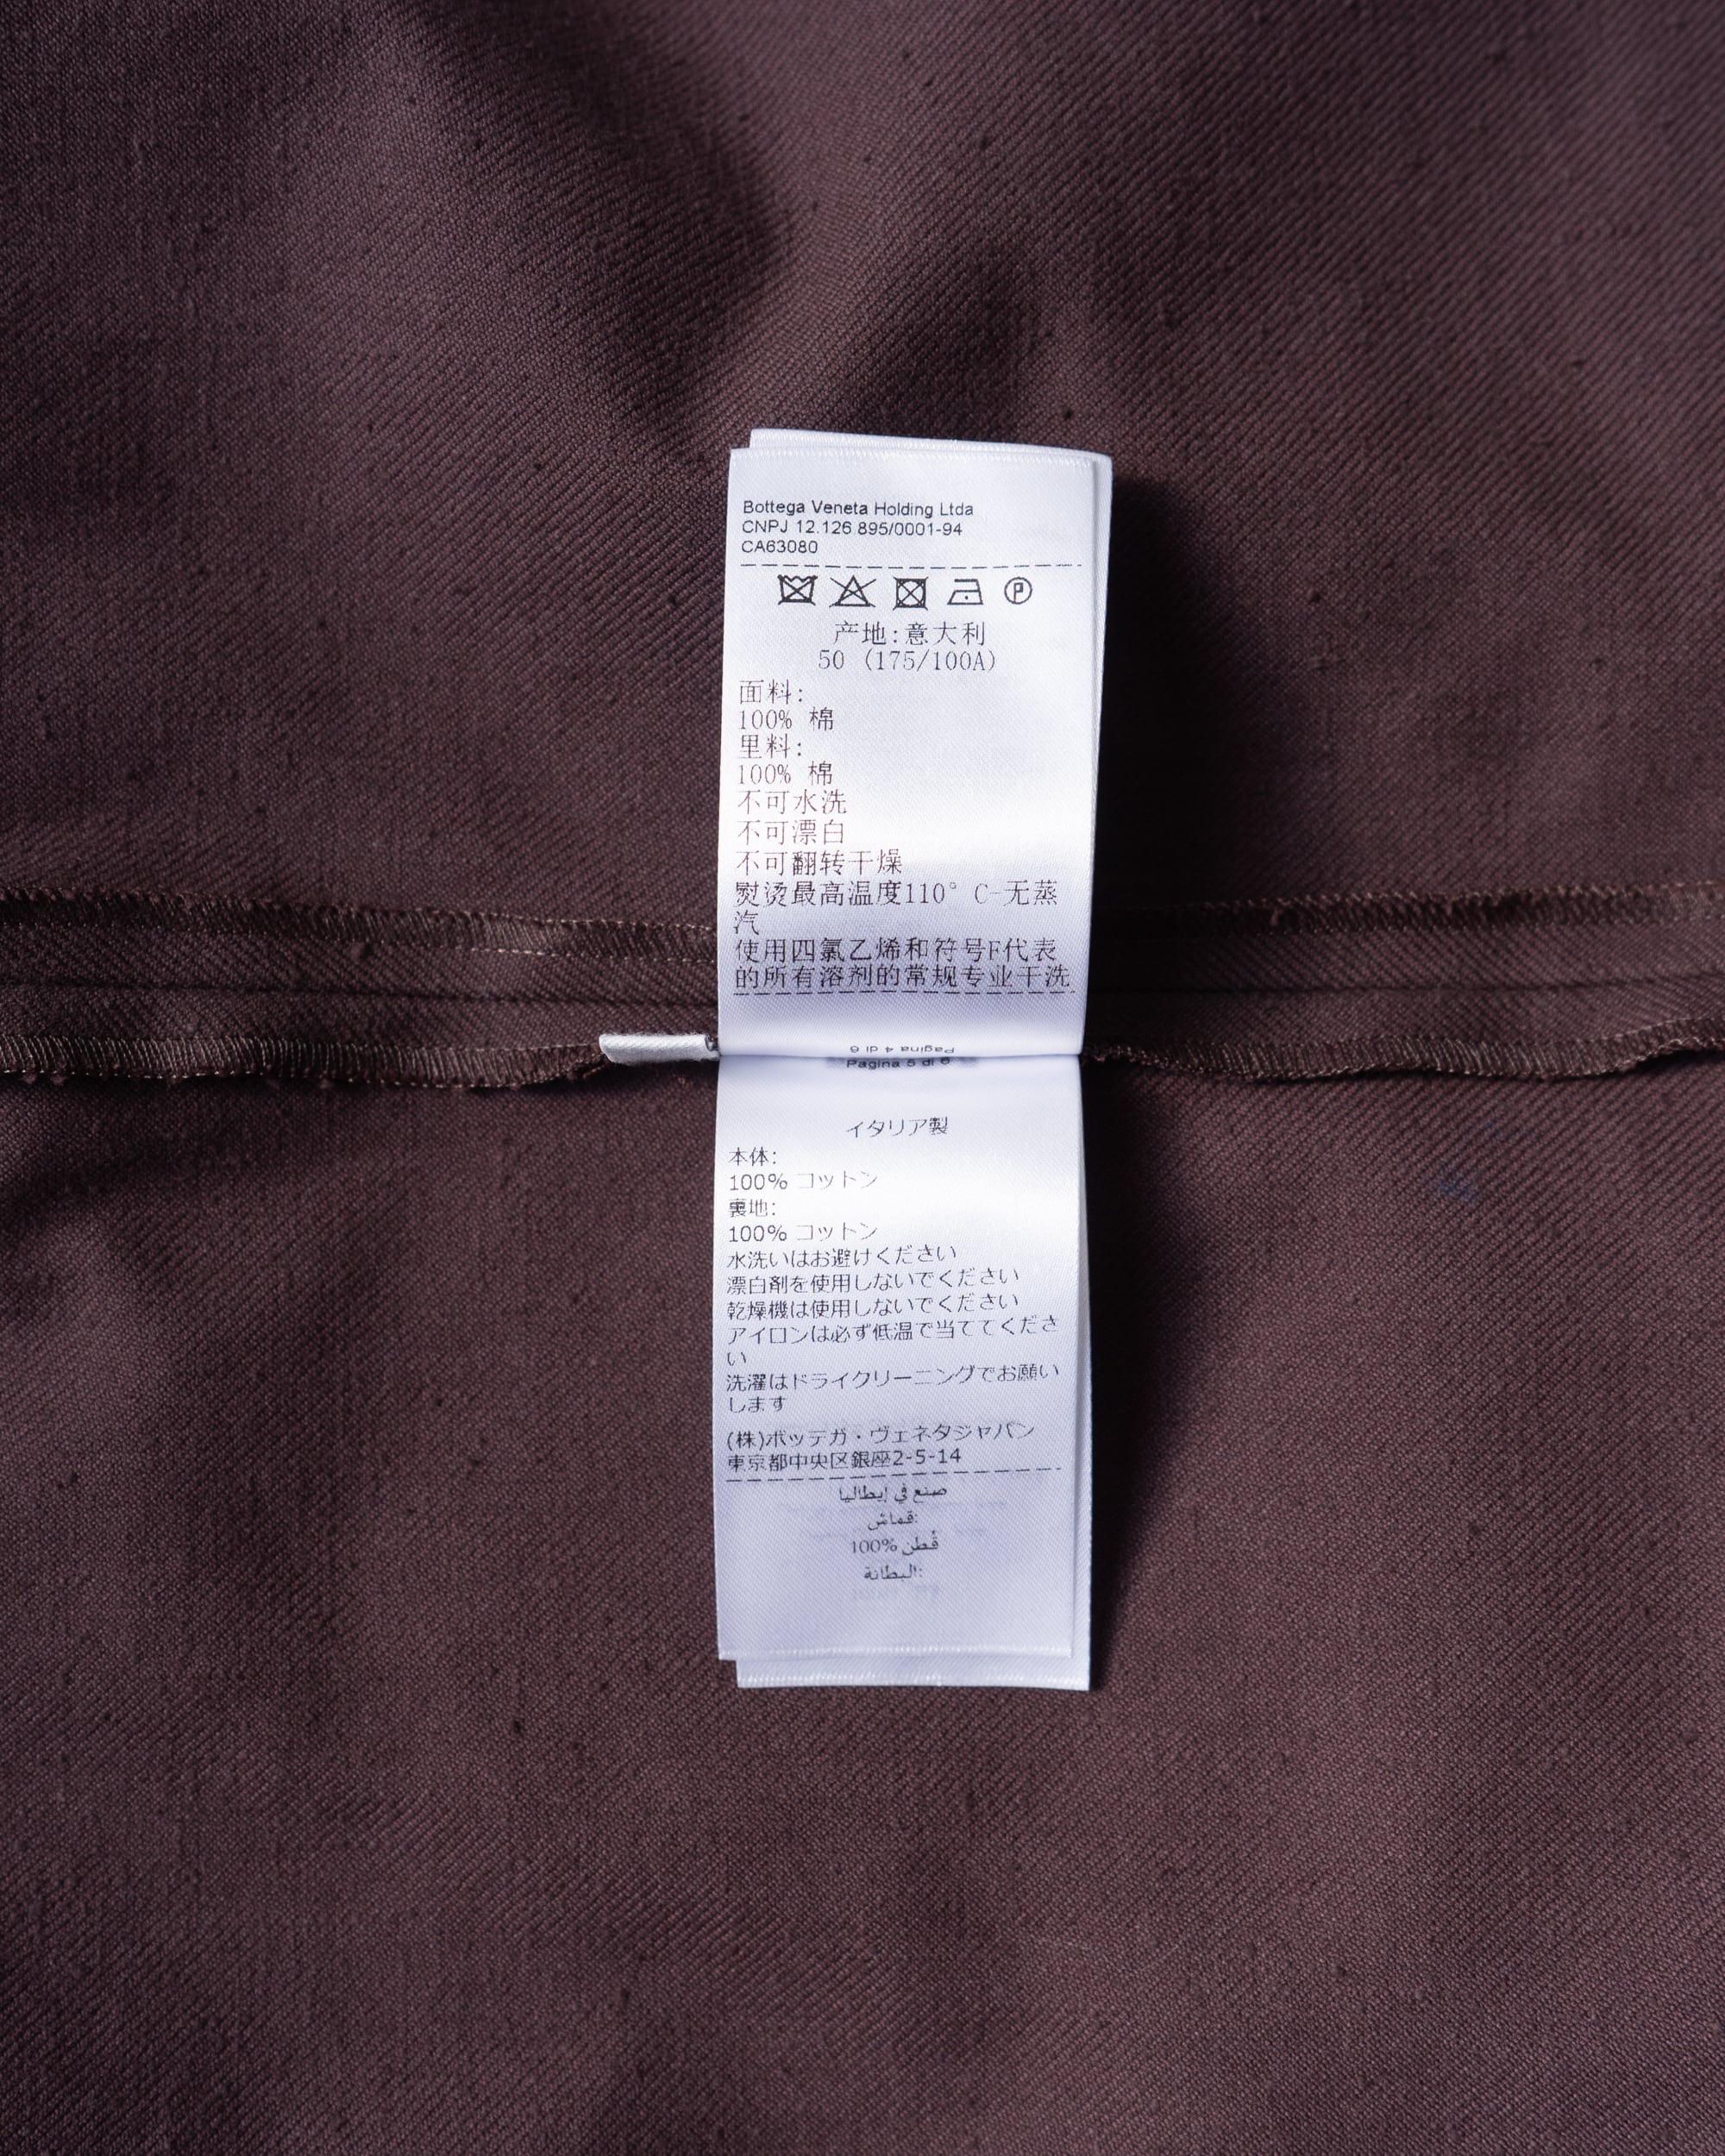 Bottega Veneta Holding Ltda
CNPJ 12.126.895/0001-94
CA63080
产地:意大利
50 (175/100A)
面料:
100% 棉
里料:
100% 棉
不可水洗
不可漂白
不可翻转干燥
熨烫最高温度110° C-无蒸
汽
使用四氯乙烯和符号F代表
的所有溶剂的常规专业干洗
Pagina 4 di 6
Pagina 5 di 6
イタリア製
本体:
100% コットン
裏地:
100% コットン
水洗いはお避けください
漂白剤を使用しないでください
乾燥機は使用しないでください
アイロンは必ず低温で当ててくださ
い
洗濯はドライクリーニングでお願い
します
(株)ボッテガ・ヴェネタジャパン
東京都中央区銀座2-5-14
صنع في إيطاليا
قماش:
قُطن 100%
البطانة: